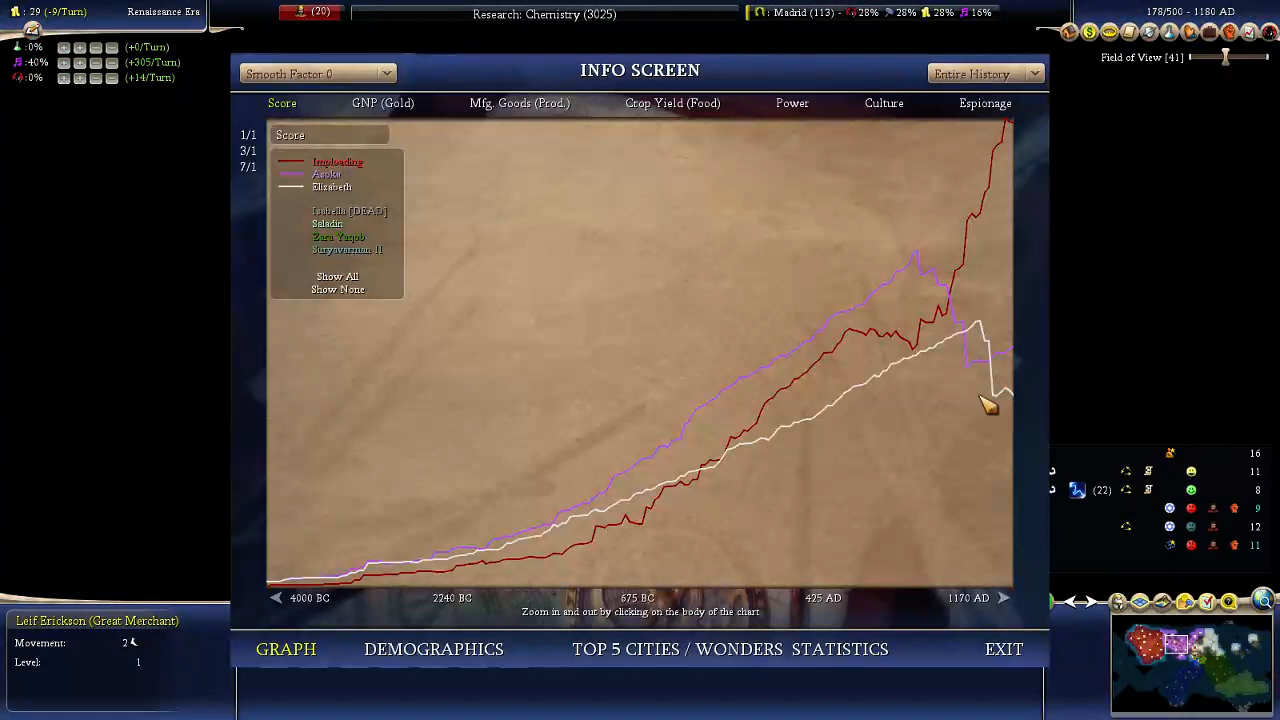 : 29 (-9/Turn) Renaissance Era
(20)
Research: Chemistry (3025)
: Madrid (113) - 28% 28% 28% 16%
178/500 - 1180 AD
:0% (+0/Turn)
:40% (+305/Turn)
:0% (+14/Turn)
Field of View [41]
Smooth Factor 0
INFO SCREEN
Entire History
Score GNP (Gold) Mfg. Goods (Prod.) Crop Yield (Food) Power Culture Espionage
1/1
3/1
7/1
Score
Imploading
Asoka
Elizabeth
Isabella [DEAD]
Saladin
Zara Yaqob
Suryavarman II
Show All
Show None
16
11
(22) 8
9
12
11
4000 BC 2240 BC 675 BC 425 AD 1170 AD
Zoom in and out by clicking on the body of the chart
GRAPH DEMOGRAPHICS TOP 5 CITIES / WONDERS STATISTICS EXIT
Leif Erickson (Great Merchant)
Movement: 2
Level: 1